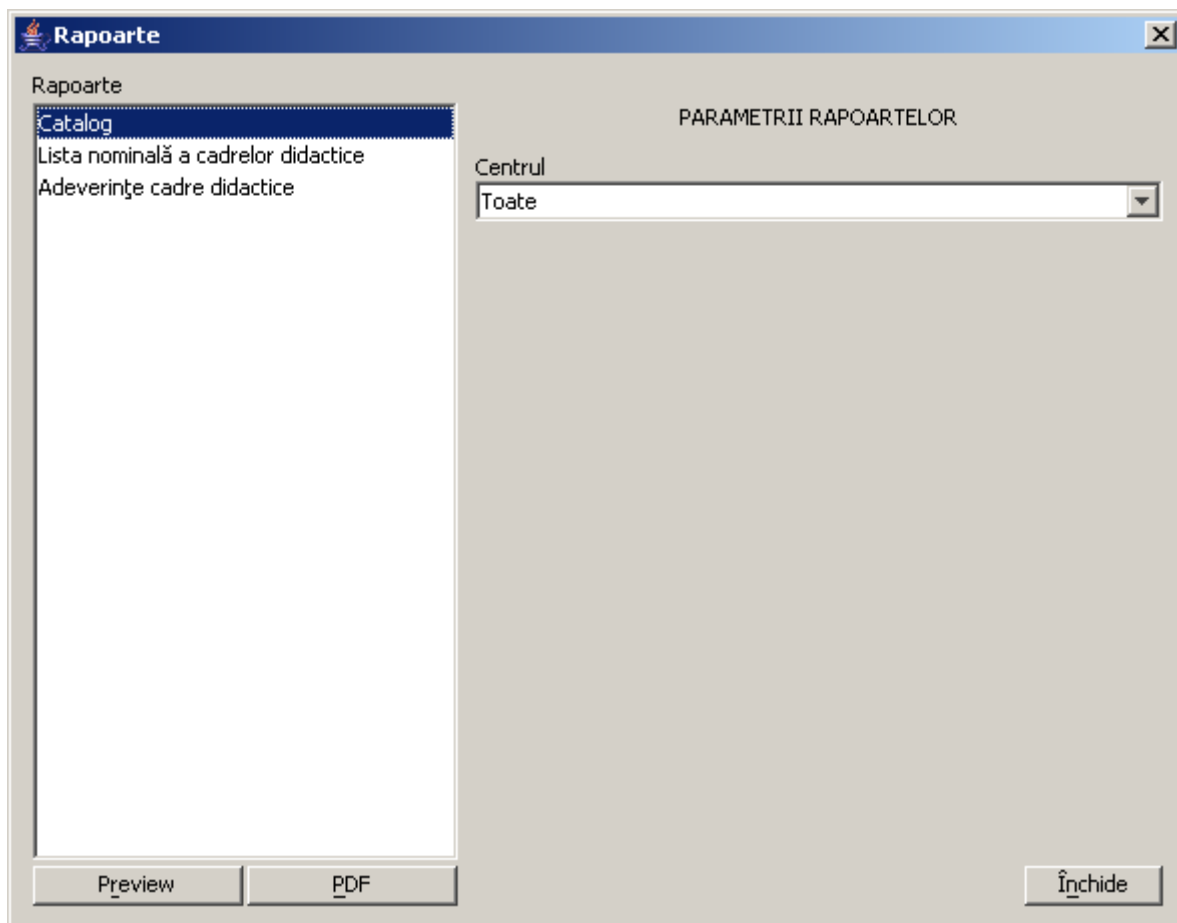 Rapoarte
Rapoarte
Catalog
Lista nominală a cadrelor didactice
Adeverinţe cadre didactice
PARAMETRII RAPOARTELOR
Centrul
Toate
Preview
PDF
Închide